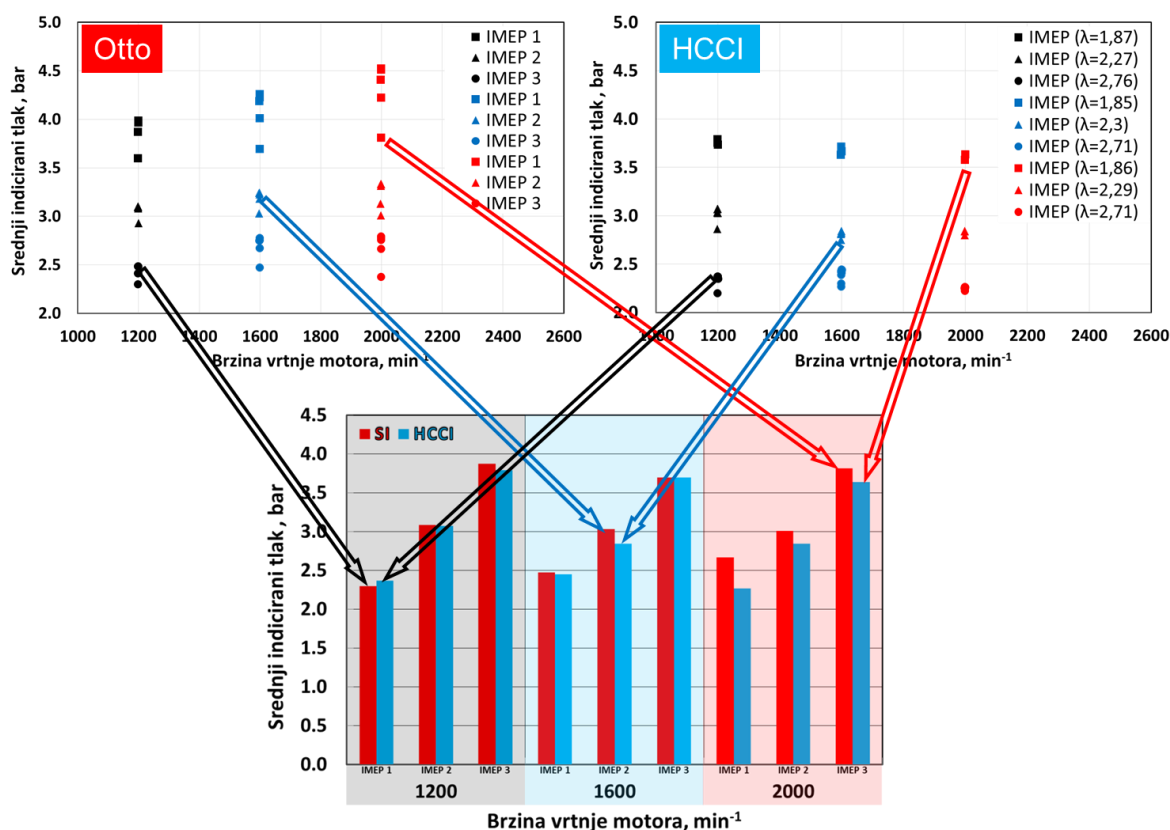 Otto
Srednji indicirani tlak, bar
5.0
4.5
4.0
3.5
3.0
2.5
2.0
IMEP 1
IMEP 2
IMEP 3
IMEP 1
IMEP 2
IMEP 3
IMEP 1
IMEP 2
IMEP 3
1000 1200 1400 1600 1800 2000 2200 2400 2600
Brzina vrtnje motora, min⁻¹
HCCI
Srednji indicirani tlak, bar
5.0
4.5
4.0
3.5
3.0
2.5
2.0
IMEP (λ=1,87)
IMEP (λ=2,27)
IMEP (λ=2,76)
IMEP (λ=1,85)
IMEP (λ=2,3)
IMEP (λ=2,71)
IMEP (λ=1,86)
IMEP (λ=2,29)
IMEP (λ=2,71)
1000 1200 1400 1600 1800 2000 2200 2400 2600
Brzina vrtnje motora, min⁻¹
Srednji indicirani tlak, bar
4.5
4.0
3.5
3.0
2.5
2.0
1.5
1.0
0.5
0.0
SI HCCI
IMEP 1 IMEP 2 IMEP 3 IMEP 1 IMEP 2 IMEP 3 IMEP 1 IMEP 2 IMEP 3
1200 1600 2000
Brzina vrtnje motora, min⁻¹